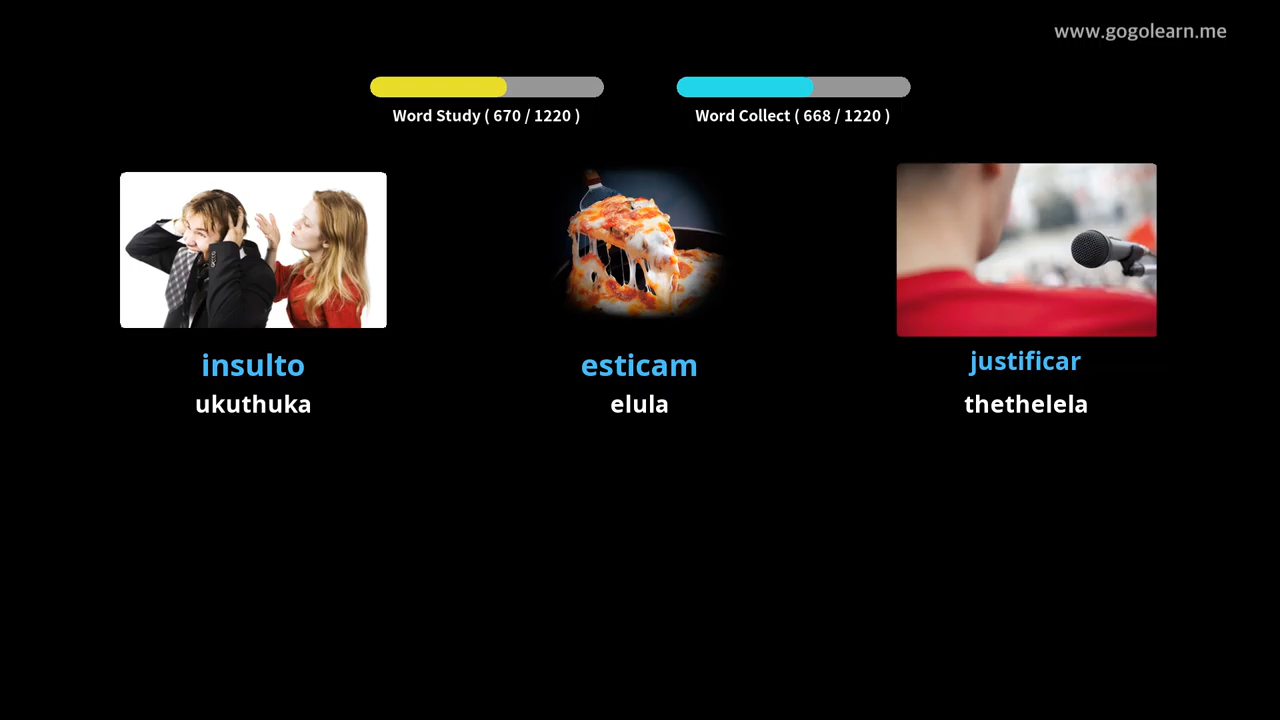 www.gogolearn.me
Word Study ( 670 / 1220 )
Word Collect ( 668 / 1220 )
insulto
ukuthuka
esticam
elula
justificar
thethelela